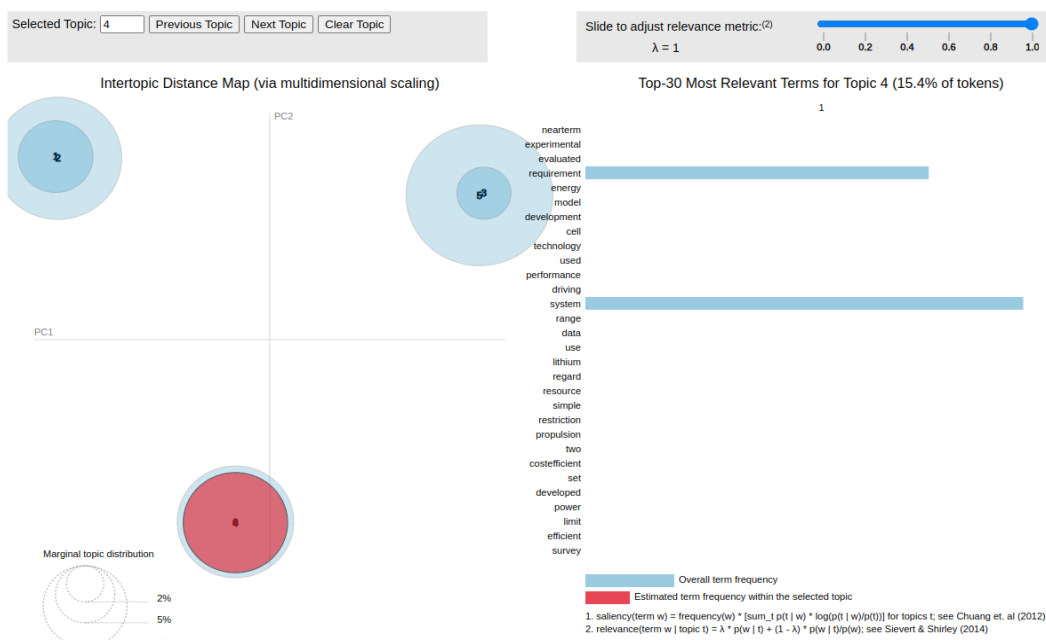 Selected Topic: 4 Previous Topic Next Topic Clear Topic
Slide to adjust relevance metric:(2)
λ = 1
0.0 0.2 0.4 0.6 0.8 1.0
Intertopic Distance Map (via multidimensional scaling)
PC2
PC1
5 3
Marginal topic distribution
2%
5%
Top-30 Most Relevant Terms for Topic 4 (15.4% of tokens)
1
nearterm
experimental
evaluated
requirement
energy
model
development
cell
technology
used
performance
driving
system
range
data
use
lithium
regard
resource
simple
restriction
propulsion
two
costefficient
set
developed
power
limit
efficient
survey
Overall term frequency
Estimated term frequency within the selected topic
1. saliency(term w) = frequency(w) * [sum_t p(t | w) * log(p(t | w)/p(t))] for topics t; see Chuang et. al (2012)
2. relevance(term w | topic t) = λ * p(w | t) + (1 - λ) * p(w | t)/p(w); see Sievert & Shirley (2014)